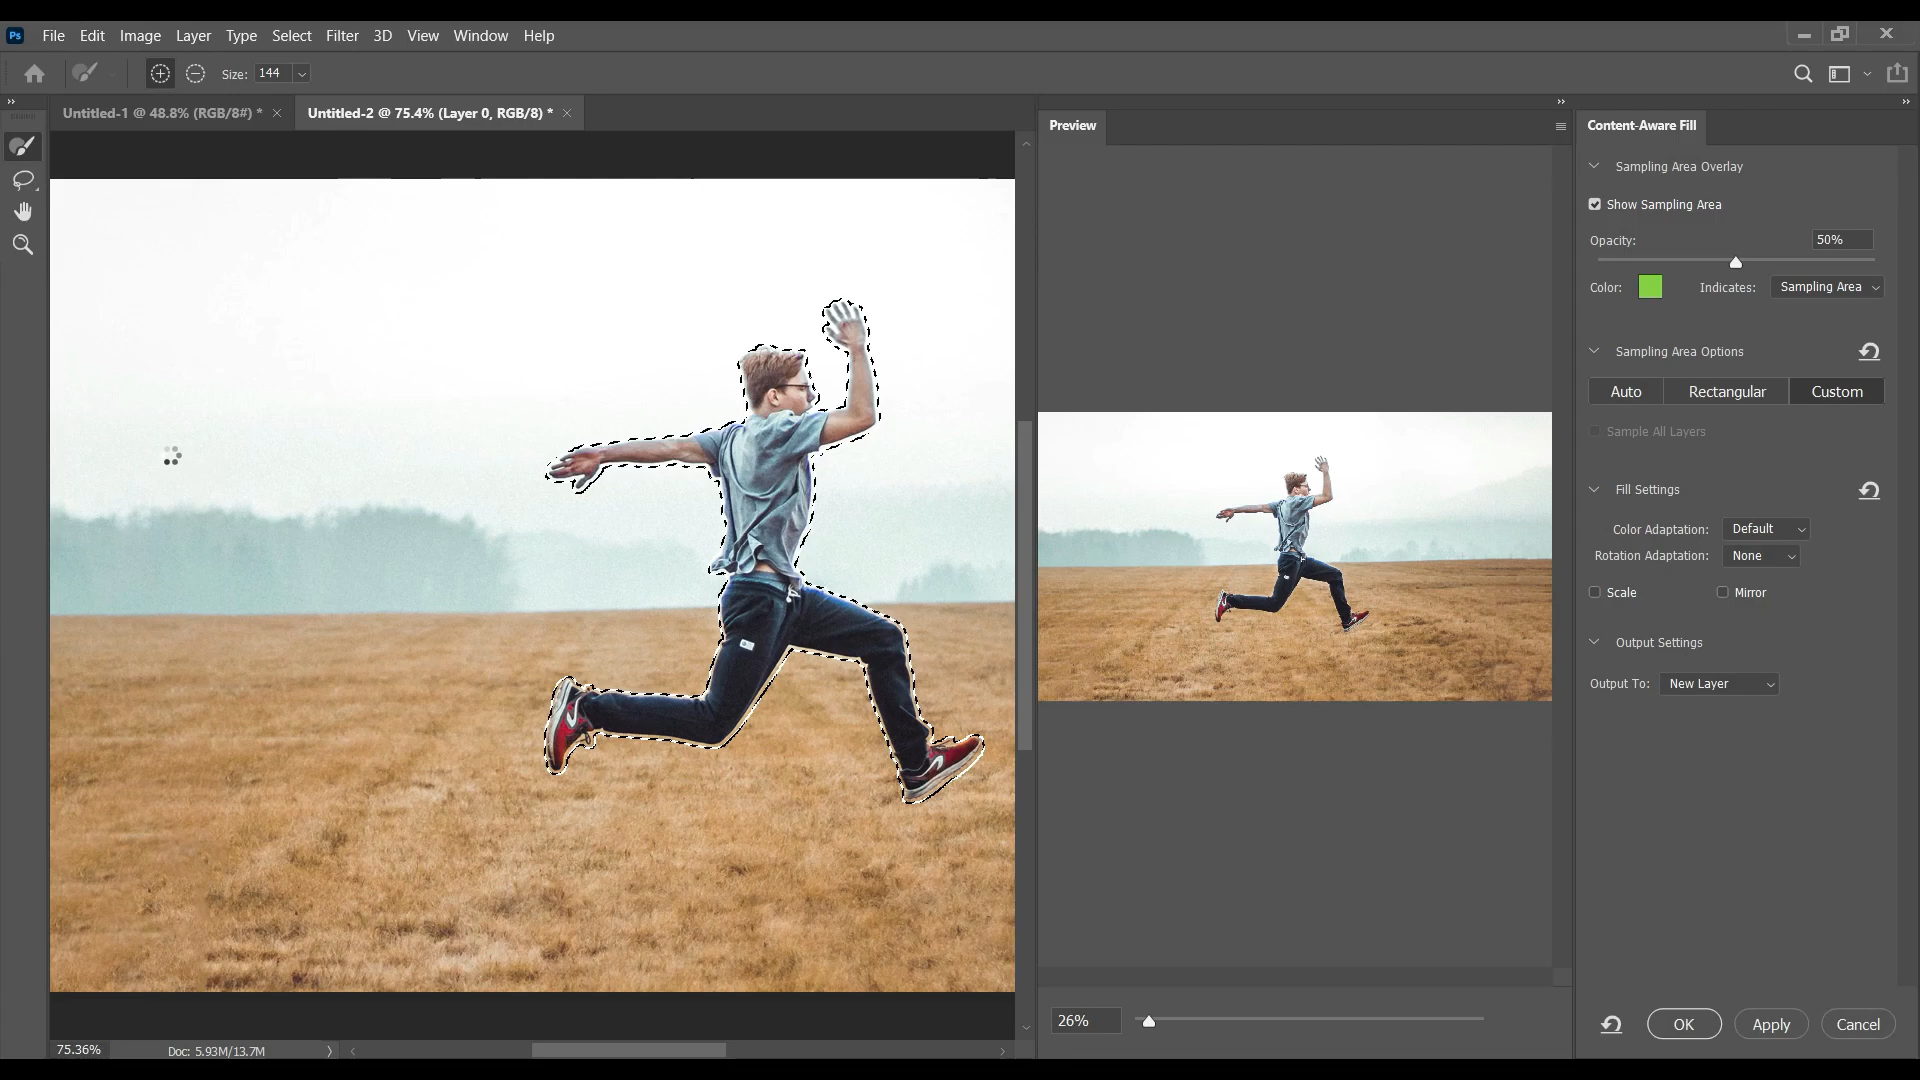 Ps File Edit Image Layer Type Select Filter 3D View Window Help
Size: 144
Untitled-1 @ 48.8% (RGB/8#) *
Untitled-2 @ 75.4% (Layer 0, RGB/8) *
Preview
Content-Aware Fill
Sampling Area Overlay
Show Sampling Area
Opacity: 50%
Color: Indicates: Sampling Area
Sampling Area Options
Auto Rectangular Custom
Sample All Layers
Fill Settings
Color Adaptation: Default
Rotation Adaptation: None
Scale Mirror
Output Settings
Output To: New Layer
26%
OK Apply Cancel
75.36% Doc: 5.93M/13.7M